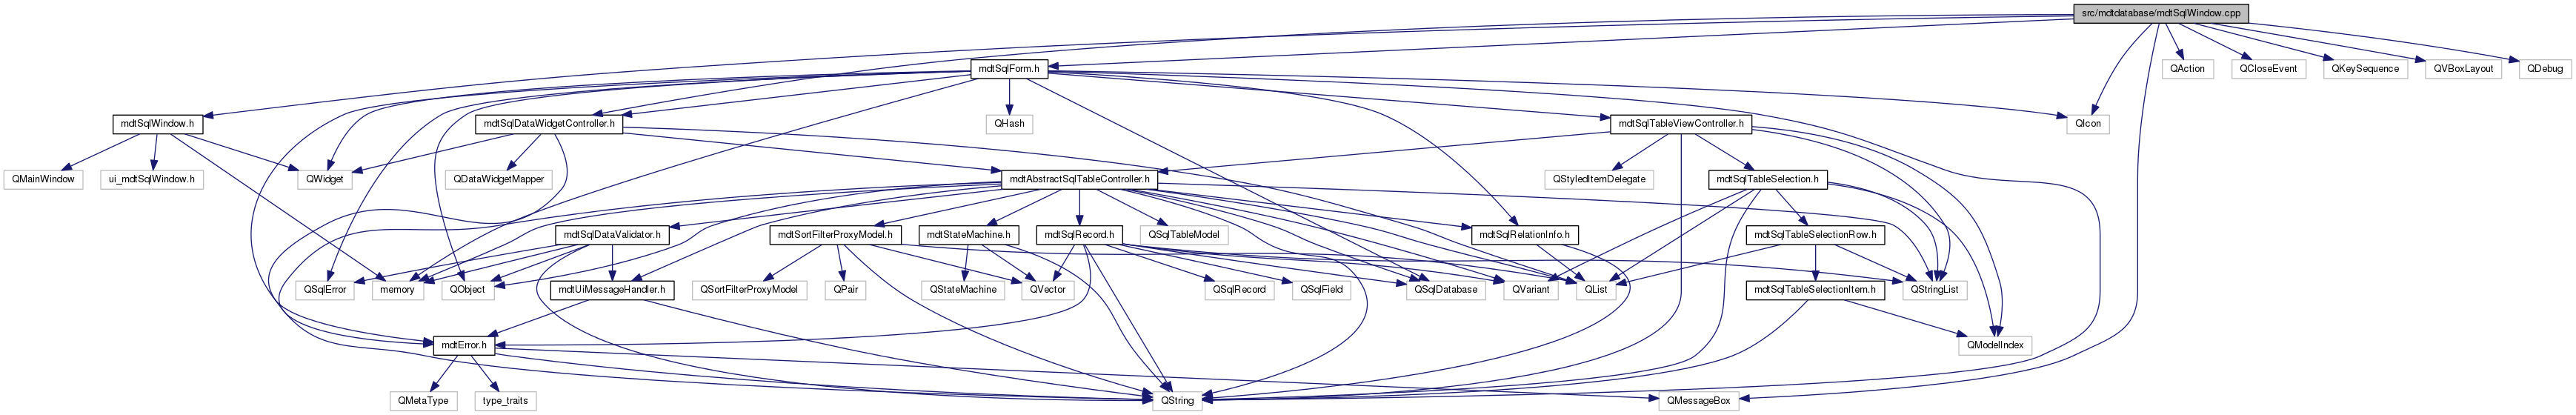 src/mdtdatabase/mdtSqlWindow.cpp
mdtSqlForm.h
QAction
QCloseEvent
QKeySequence
QVBoxLayout
QDebug
mdtSqlWindow.h
mdtSqlDataWidgetController.h
QHash
mdtSqlTableViewController.h
QIcon
QMainWindow
ui_mdtSqlWindow.h
QWidget
QDataWidgetMapper
mdtAbstractSqlTableController.h
QStyledItemDelegate
mdtSqlTableSelection.h
mdtSqlDataValidator.h
mdtSortFilterProxyModel.h
mdtStateMachine.h
mdtSqlRecord.h
QSqlTableModel
mdtSqlRelationInfo.h
mdtSqlTableSelectionRow.h
QSqlError
memory
QObject
mdtUiMessageHandler.h
QSortFilterProxyModel
QPair
QStateMachine
QVector
QSqlRecord
QSqlField
QSqlDatabase
QVariant
QList
mdtSqlTableSelectionItem.h
QStringList
mdtError.h
QModelIndex
QMetaType
type_traits
QString
QMessageBox